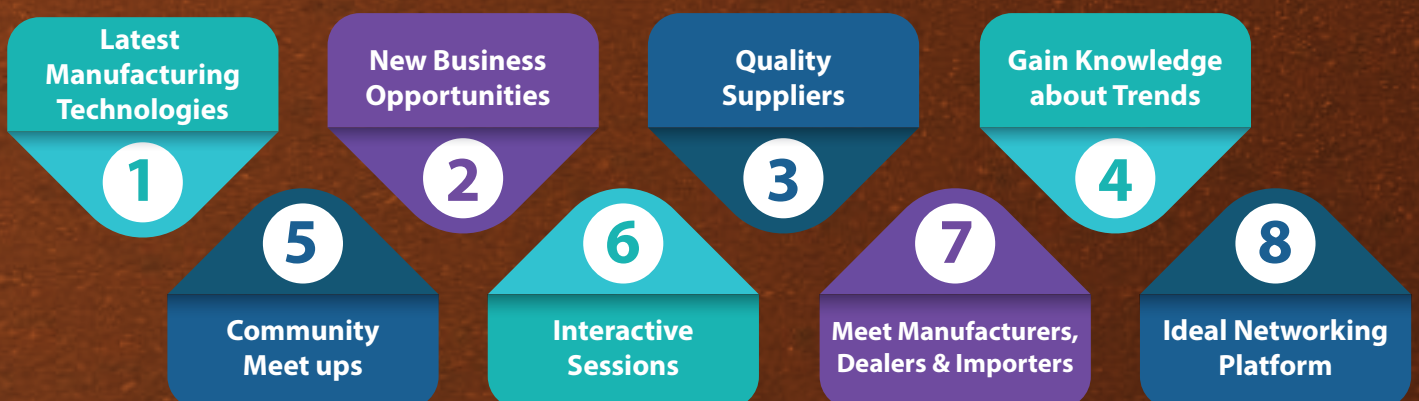 Latest
Manufacturing
Technologies
1
New Business
Opportunities
2
Quality
Suppliers
3
Gain Knowledge
about Trends
4
5
Community
Meet ups
6
Interactive
Sessions
7
Meet Manufacturers,
Dealers & Importers
8
Ideal Networking
Platform